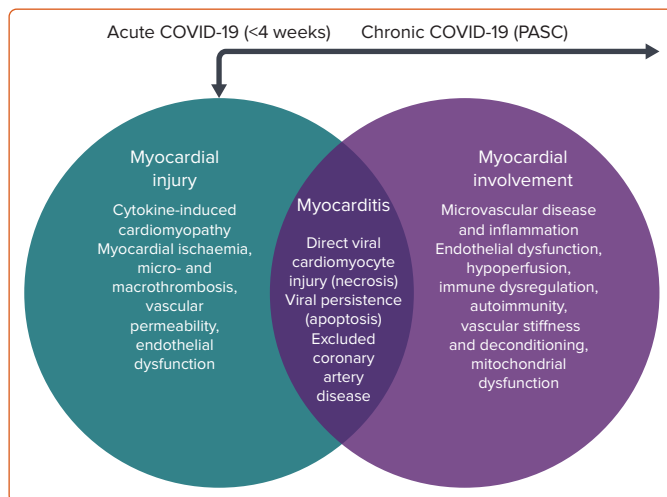 Acute COVID-19 (<4 weeks)
Chronic COVID-19 (PASC)
Myocardial
injury
Cytokine-induced
cardiomyopathy
Myocardial ischaemia,
micro- and
macrothrombosis,
vascular
permeability,
endothelial
dysfunction
Myocarditis
Direct viral
cardiomyocyte
injury (necrosis)
Viral persistence
(apoptosis)
Excluded
coronary
artery
disease
Myocardial
involvement
Microvascular disease
and inflammation
Endothelial dysfunction,
hypoperfusion,
immune dysregulation,
autoimmunity,
vascular stiffness
and deconditioning,
mitochondrial
dysfunction